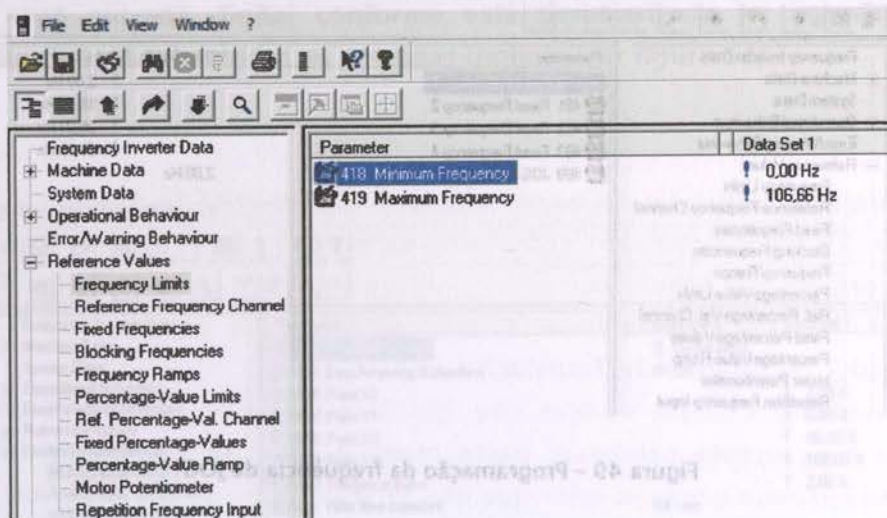 File Edit View Window ?
Parameter Data Set 1
418 Minimum Frequency 0,00 Hz
419 Maximum Frequency 106,66 Hz
Frequency Inverter Data
Machine Data
System Data
Operational Behaviour
Error/Warning Behaviour
Reference Values
Frequency Limits
Reference Frequency Channel
Fixed Frequencies
Blocking Frequencies
Frequency Ramps
Percentage-Value Limits
Ref. Percentage-Val. Channel
Fixed Percentage-Values
Percentage-Value Ramp
Motor Potentiometer
Repetition Frequency Input
Figura 49 – Programação da frequência de